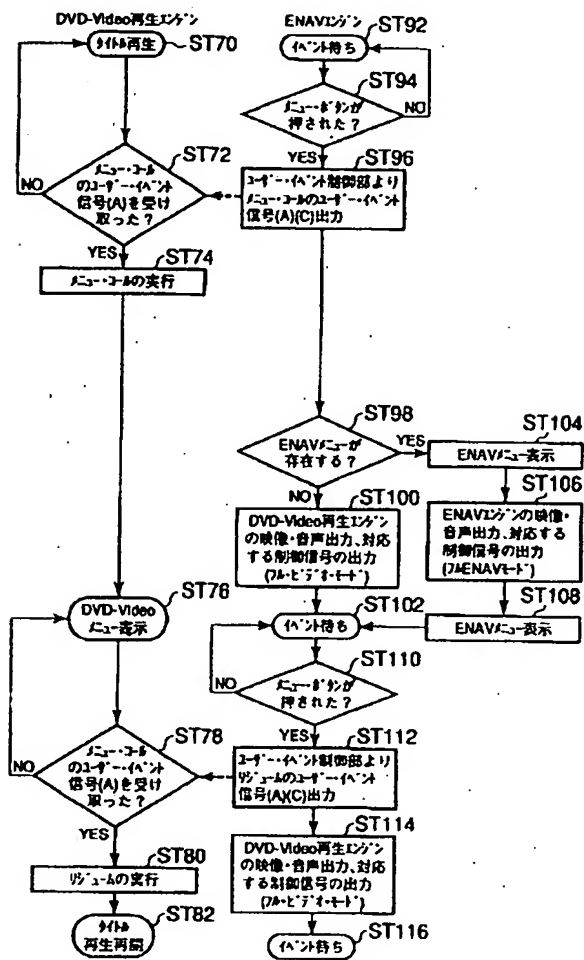 DVD-Video再生エンジン
タイトル再生
ST70
メニュー・コール
のユーザー・イベント
信号(A)を受け
取った?
ST72
NO
YES
ST74
メニュー・コールの実行
DVD-Video
メニュー表示
ST76
メニュー・コール
のユーザー・イベント
信号(A)を受け
取った?
ST78
NO
YES
ST80
リジュームの実行
タイトル
再生再開
ST82
ENAVエンジン
ST92
イベント待ち
ST94
メニュー・ボタンが
押された?
NO
YES
ST96
ユーザー・イベント制御部より
メニュー・コールのユーザー・イベント
信号(A)(C)出力
ST98
ENAVメニューが
存在する?
YES
NO
ST104
ENAVメニュー表示
ST106
ENAVエンジンの映像・
音声出力、対応する
制御信号の出力
(フルENAVモード)
ST108
ENAVメニュー表示
ST100
DVD-Video再生エンジン
の映像・音声出力、対応
する制御信号の出力
(フル・ビデオ・モード)
ST102
イベント待ち
ST110
メニュー・ボタンが
押された?
NO
YES
ST112
ユーザー・イベント制御部より
リジュームのユーザー・イベント
信号(A)(C)出力
ST114
DVD-Video再生エンジン
の映像・音声出力、対応
する制御信号の出力
(フル・ビデオ・モード)
ST116
イベント待ち